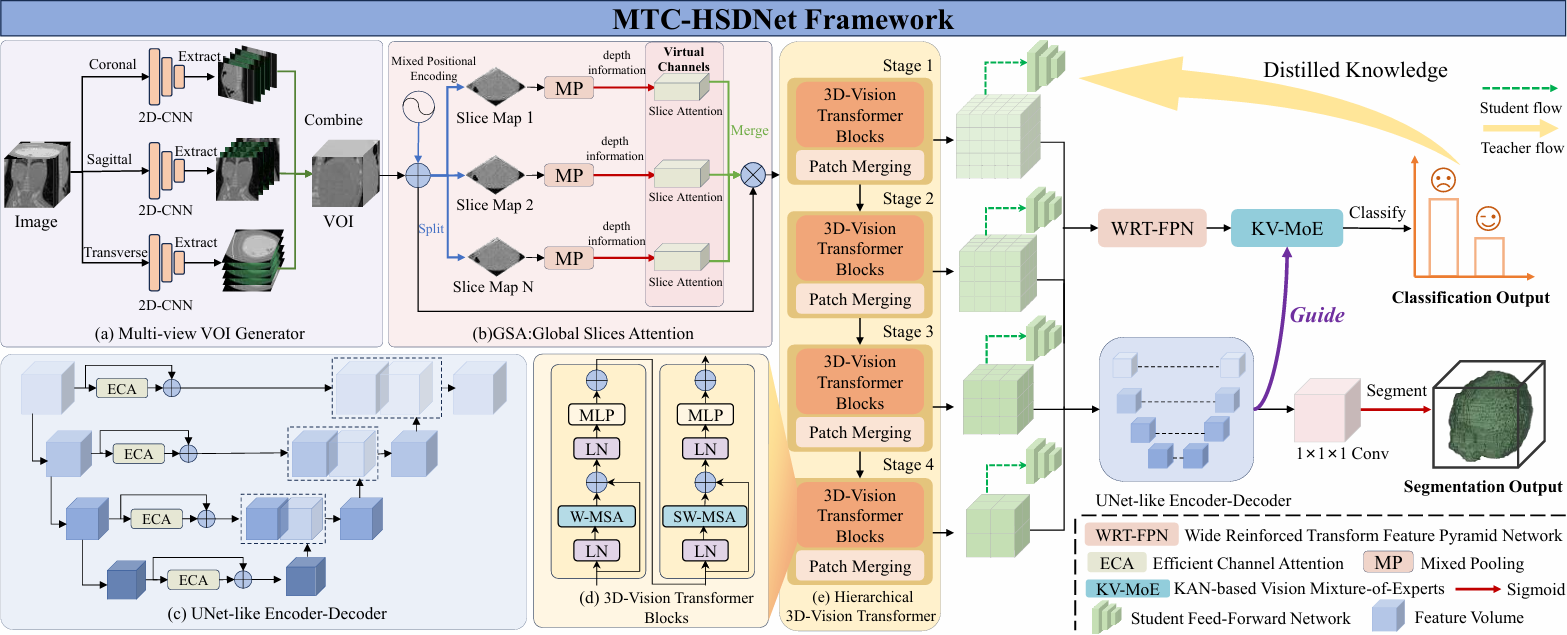 MTC-HSDNet Framework
Coronal
2D-CNN
Extract
Sagittal
2D-CNN
Extract
Transverse
2D-CNN
Extract
Image
Combine
VOI
(a) Multi-view VOI Generator
Mixed Positional
Encoding
Split
Slice Map 1
MP
depth
information
Virtual
Channels
Slice Attention
Slice Map 2
MP
depth
information
Slice Attention
Slice Map N
MP
depth
information
Slice Attention
Merge
(b)GSA:Global Slices Attention
ECA
ECA
ECA
ECA
(c) UNet-like Encoder-Decoder
MLP
LN
W-MSA
LN
MLP
LN
SW-MSA
LN
(d) 3D-Vision Transformer
Blocks
Stage 1
3D-Vision
Transformer
Blocks
Patch Merging
Stage 2
3D-Vision
Transformer
Blocks
Patch Merging
Stage 3
3D-Vision
Transformer
Blocks
Patch Merging
Stage 4
3D-Vision
Transformer
Blocks
Patch Merging
(e) Hierarchical
3D-Vision Transformer
Distilled Knowledge
Student flow
Teacher flow
WRT-FPN
KV-MoE
Classify
Classification Output
Guide
UNet-like Encoder-Decoder
1×1×1 Conv
Segment
Segmentation Output
WRT-FPN Wide Reinforced Transform Feature Pyramid Network
ECA Efficient Channel Attention MP Mixed Pooling
KV-MoE KAN-based Vision Mixture-of-Experts Sigmoid
Student Feed-Forward Network Feature Volume